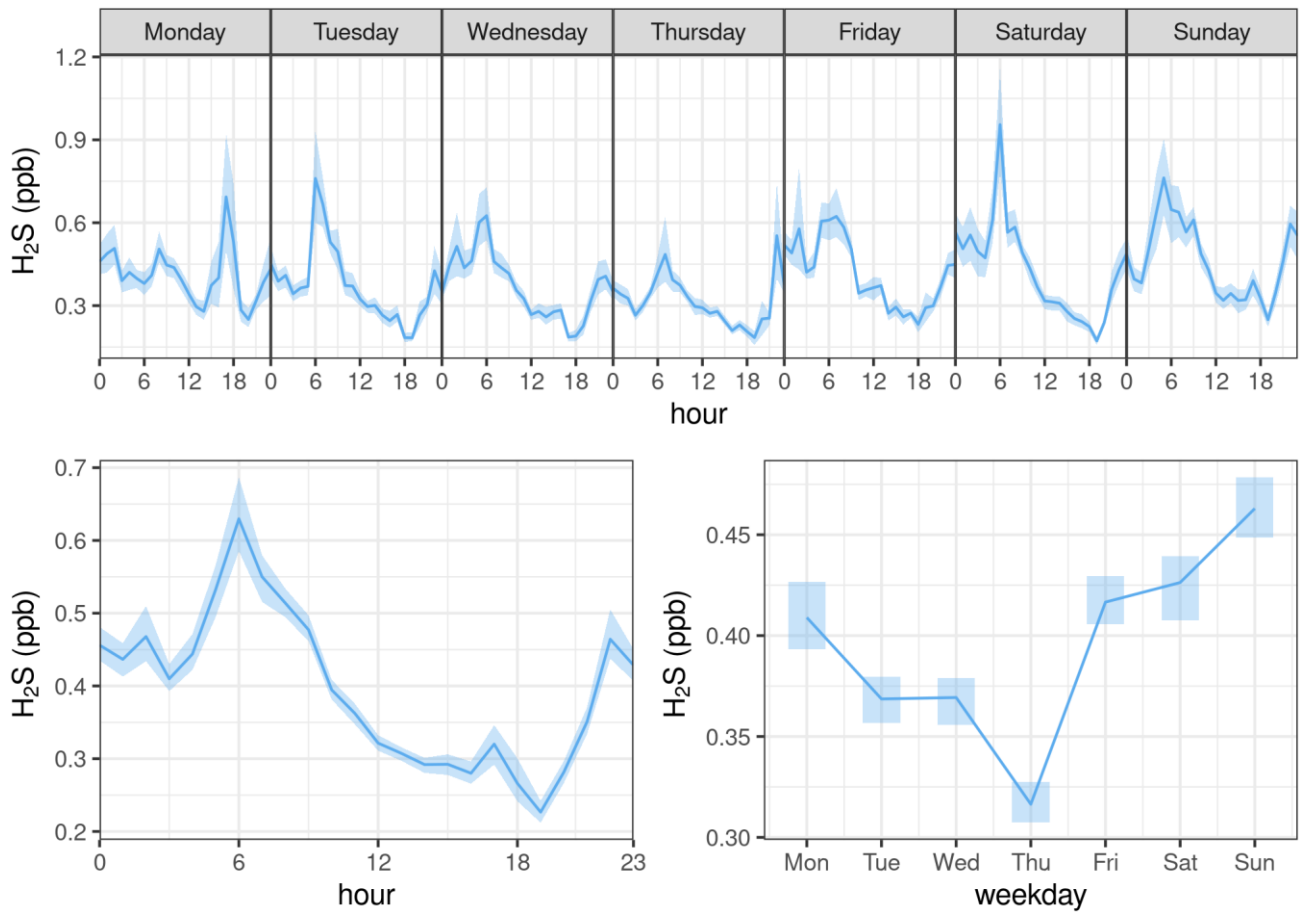 Monday Tuesday Wednesday Thursday Friday Saturday Sunday
1.2
0.9
0.6
0.3
H₂S (ppb)
0 6 12 18 0 6 12 18 0 6 12 18 0 6 12 18 0 6 12 18 0 6 12 18 0 6 12 18
hour
0.7
0.6
0.5
0.4
0.3
0.2
H₂S (ppb)
0 6 12 18 23
hour
0.45
0.40
0.35
0.30
H₂S (ppb)
Mon Tue Wed Thu Fri Sat Sun
weekday